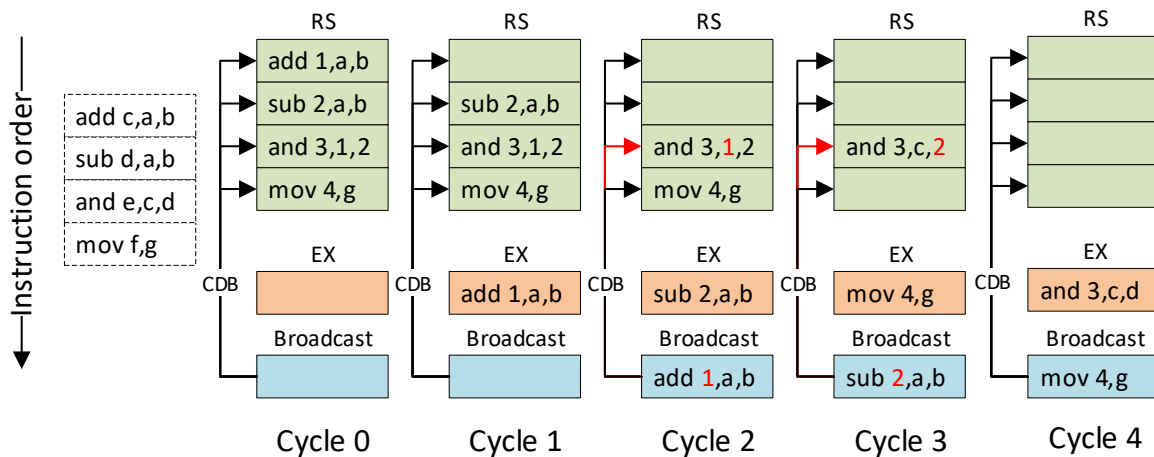 Instruction order
add c,a,b
sub d,a,b
and e,c,d
mov f,g
RS
add 1,a,b
sub 2,a,b
and 3,1,2
mov 4,g
CDB
EX
Broadcast
Cycle 0
RS
sub 2,a,b
and 3,1,2
mov 4,g
CDB
EX
add 1,a,b
Broadcast
Cycle 1
RS
and 3,1,2
mov 4,g
CDB
EX
sub 2,a,b
Broadcast
add 1,a,b
Cycle 2
RS
and 3,c,2
CDB
EX
mov 4,g
Broadcast
sub 2,a,b
Cycle 3
RS
CDB
EX
and 3,c,d
Broadcast
mov 4,g
Cycle 4